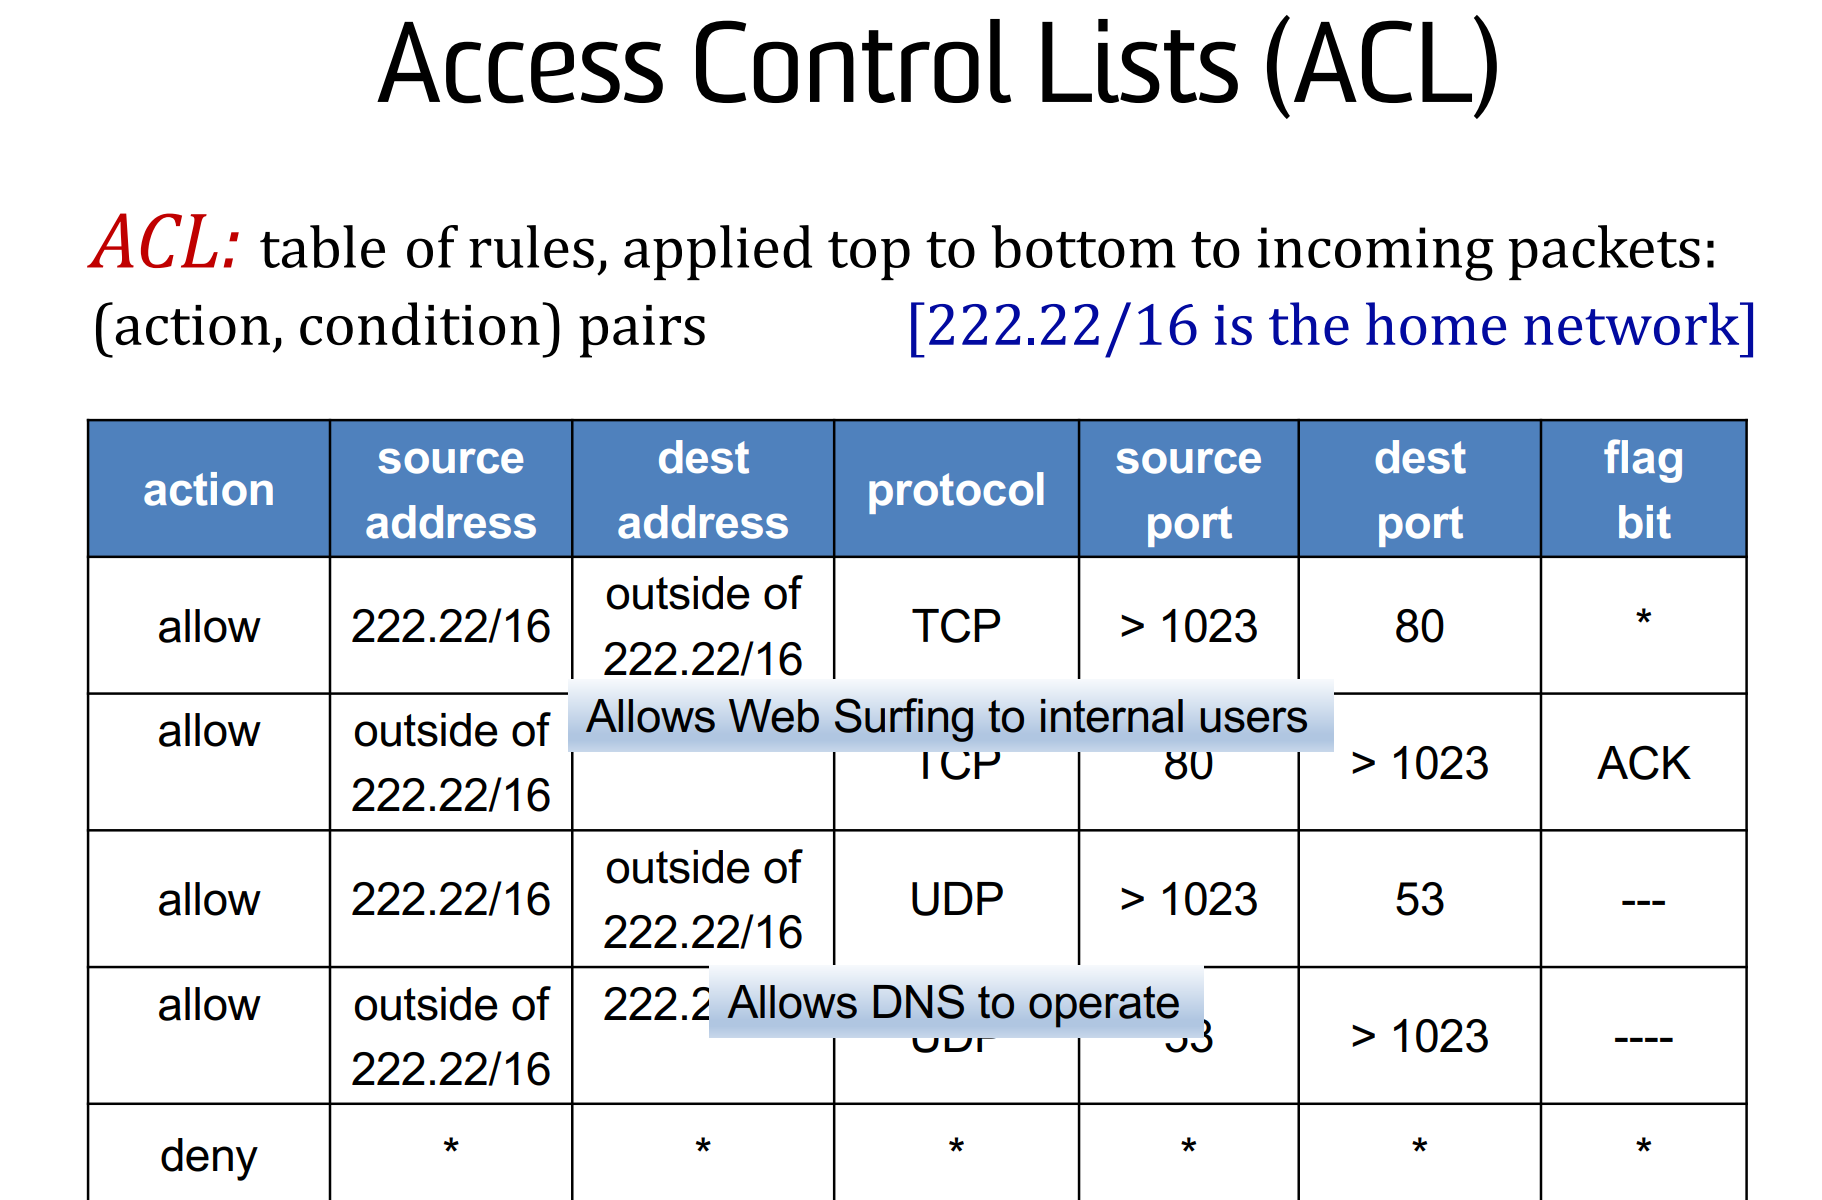 Access Control Lists (ACL)
ACL: table of rules, applied top to bottom to incoming packets:
(action, condition) pairs [222.22/16 is the home network]
action source address dest address protocol source port dest port flag bit
allow 222.22/16 outside of 222.22/16 TCP > 1023 80 *
Allows Web Surfing to internal users
allow outside of 222.22/16 TCP 80 > 1023 ACK
allow 222.22/16 outside of 222.22/16 UDP > 1023 53 ---
Allows DNS to operate
allow outside of 222.22/16 222.2 UDP 53 > 1023 ----
deny * * * * * *